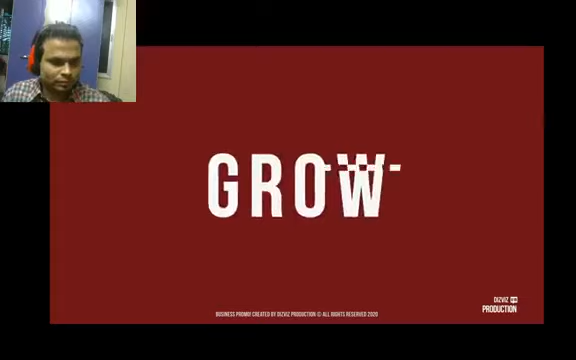 GROW
DIZVIZ
PRODUCTION
BUSINESS PROMO! CREATED BY DIZVIZ PRODUCTION © ALL RIGHTS RESERVED 2020